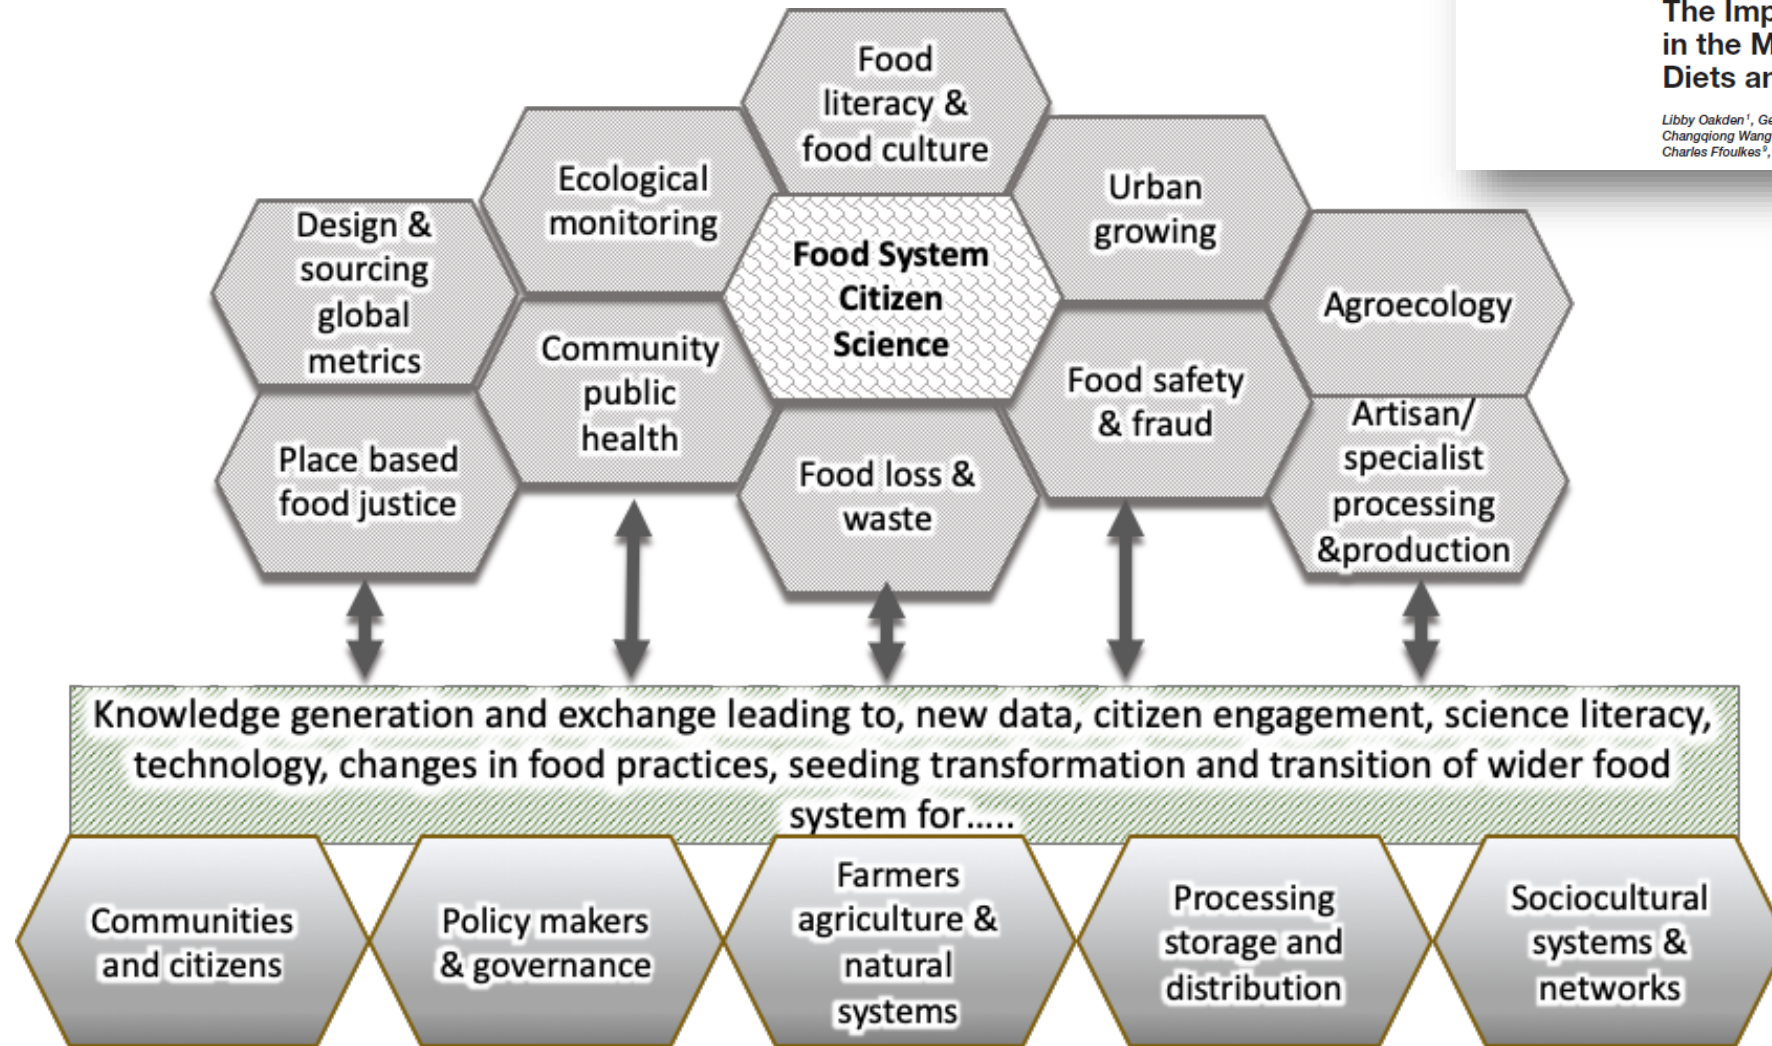 The
in the
Diets
Libby Oakden¹,
Changqiong Wang
Charles Ffoulkes⁹,
Food
literacy &
food culture
Ecological
monitoring
Urban
growing
Design &
sourcing
global
metrics
Food System
Citizen
Science
Agroecology
Community
public
health
Food safety
& fraud
Place based
food justice
Food loss &
waste
Artisan/
specialist
processing
&production
Knowledge generation and exchange leading to, new data, citizen engagement, science literacy,
technology, changes in food practices, seeding transformation and transition of wider food
system for.....
Communities
and citizens
Policy makers
& governance
Farmers
agriculture &
natural
systems
Processing
storage and
distribution
Sociocultural
systems &
networks